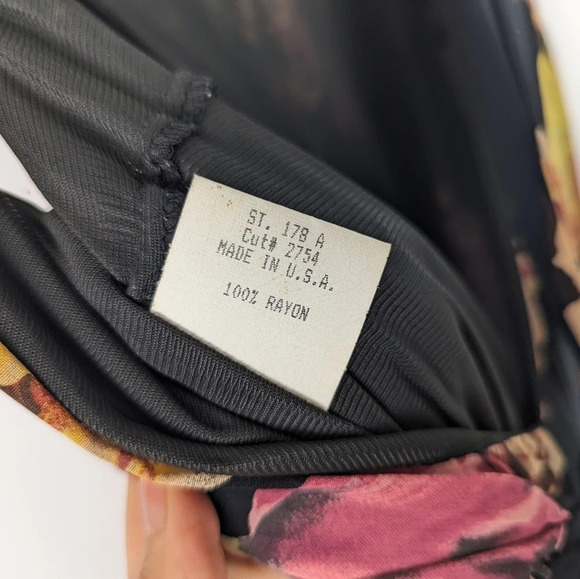 ST. 178 A
Cut# 2754
MADE IN U.S.A.
100% RAYON